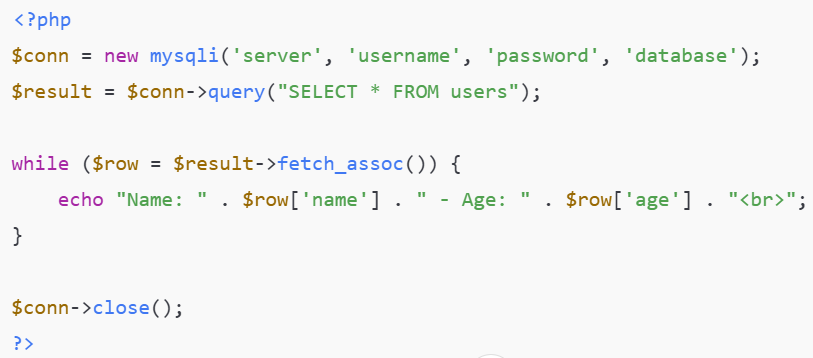 <?php
$conn = new mysqli('server', 'username', 'password', 'database');
$result = $conn->query("SELECT * FROM users");
while ($row = $result->fetch_assoc()) {
    echo "Name: " . $row['name'] . " - Age: " . $row['age'] . "<br>";
}
$conn->close();
?>